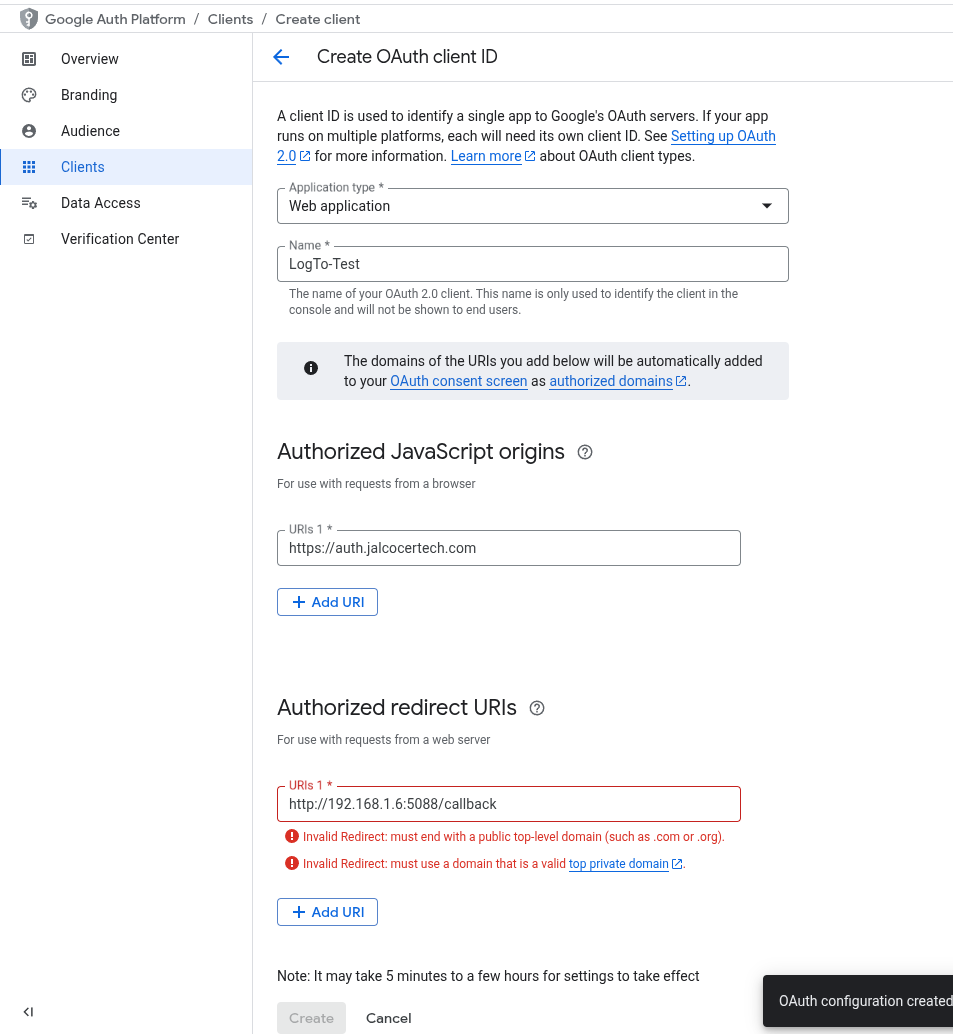 Google Auth Platform / Clients / Create client
Overview
Branding
Audience
Clients
Data Access
Verification Center
Create OAuth client ID
A client ID is used to identify a single app to Google's OAuth servers. If your app
runs on multiple platforms, each will need its own client ID. See Setting up OAuth
2.0 for more information. Learn more about OAuth client types.
Application type *
Web application
Name *
LogTo-Test
The name of your OAuth 2.0 client. This name is only used to identify the client in the
console and will not be shown to end users.
The domains of the URIs you add below will be automatically added
to your OAuth consent screen as authorized domains.
Authorized JavaScript origins
For use with requests from a browser
URIs 1 *
https://auth.jalcocertech.com
+ Add URI
Authorized redirect URIs
For use with requests from a web server
URIs 1 *
http://192.168.1.6:5088/callback
Invalid Redirect: must end with a public top-level domain (such as .com or .org).
Invalid Redirect: must use a domain that is a valid top private domain.
+ Add URI
Note: It may take 5 minutes to a few hours for settings to take effect
Create Cancel
OAuth configuration created